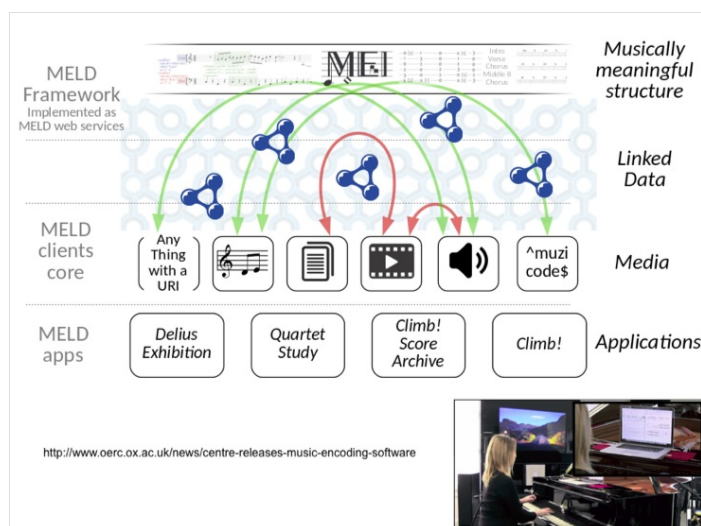 MEI
Intro
Verse
Chorus
Middle 8
Chorus
Musically
meaningful
structure
MELD
Framework
Implemented as
MELD web services
Linked
Data
MELD
clients
core
Any
Thing
with a
URI
^muzi
code$
Media
MELD
apps
Delius
Exhibition
Quartet
Study
Climb!
Score
Archive
Climb!
Applications
http://www.oerc.ox.ac.uk/news/centre-releases-music-encoding-software